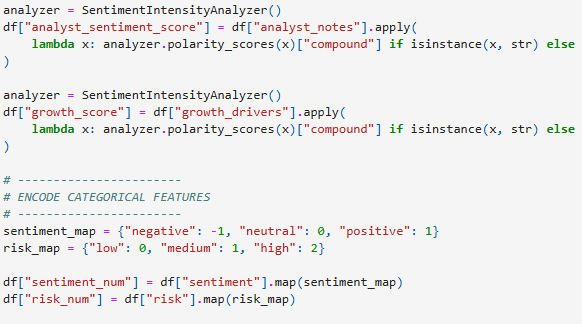 analyzer = SentimentIntensityAnalyzer()
df["analyst_sentiment_score"] = df["analyst_notes"].apply(
    lambda x: analyzer.polarity_scores(x)["compound"] if isinstance(x, str) else
)
analyzer = SentimentIntensityAnalyzer()
df["growth_score"] = df["growth_drivers"].apply(
    lambda x: analyzer.polarity_scores(x)["compound"] if isinstance(x, str) else
)
# -----------------------
# ENCODE CATEGORICAL FEATURES
# -----------------------
sentiment_map = {"negative": -1, "neutral": 0, "positive": 1}
risk_map = {"low": 0, "medium": 1, "high": 2}
df["sentiment_num"] = df["sentiment"].map(sentiment_map)
df["risk_num"] = df["risk"].map(risk_map)